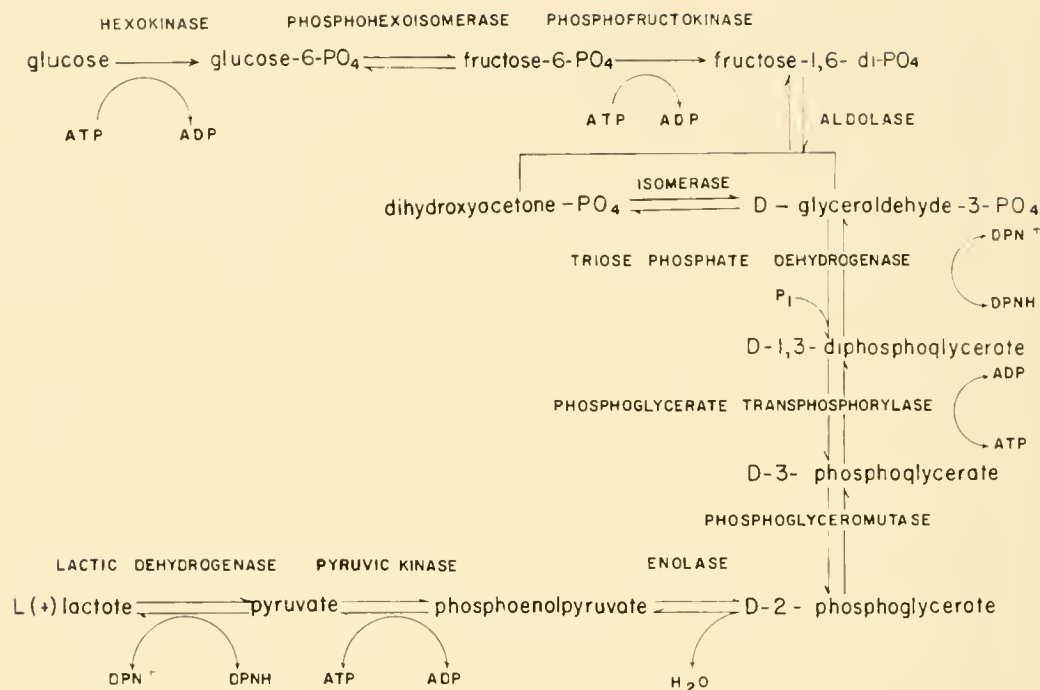 HEXOKINASE PHOSPHOHEXOISOMERASE PHOSPHOFRUCTOKINASE
glucose glucose-6-PO4 fructose-6-PO4 fructose-1,6- di-PO4
ATP ADP ATP ADP ALDOLASE
ISOMERASE
dihydroxyacetone-PO4 D - glyceraldehyde-3-PO4
DPN+
TRIOSE PHOSPHATE DEHYDROGENASE
PI DPNH
D-1,3- diphosphoglycerate
ADP
PHOSPHOGLYCERATE TRANSPHOSPHORYLASE
ATP
D-3- phosphoglycerate
PHOSPHOGLYCEROMUTASE
LACTIC DEHYDROGENASE PYRUVIC KINASE ENOLASE
L(+)lactate pyruvate phosphoenolpyruvate D-2- phosphoglycerate
DPN+ DPNH ATP ADP H2O